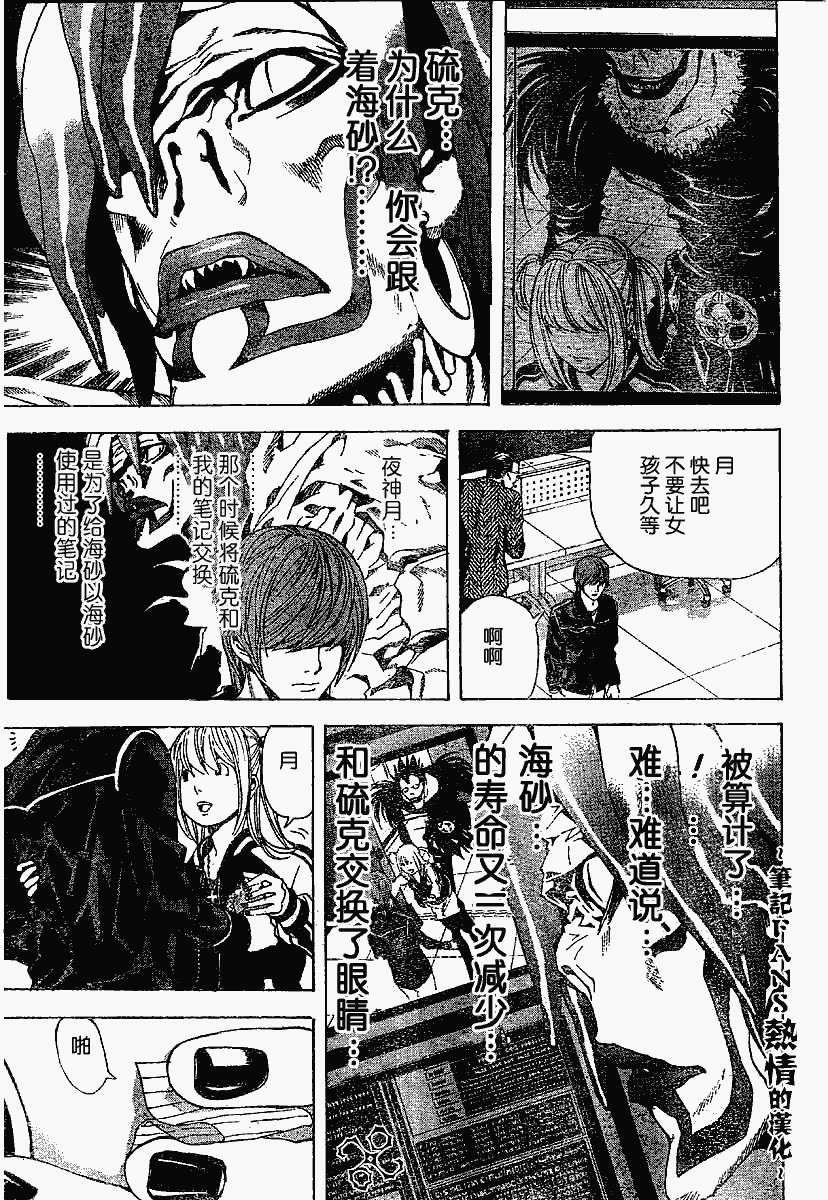 硫克…
为什么
你会跟
着海砂!?………
月
快去吧
不要让女
孩子久等
啊
啊
夜神月…
那个时候将硫克和
我的笔记交换………
是为了给海砂以海砂
使用过的笔记
…………
被算计了…
！…
难…难道说…
海砂…
的寿命又三次减少…
和硫克交换了眼睛…
月
啪
~筆記FANS熱情的漢化~